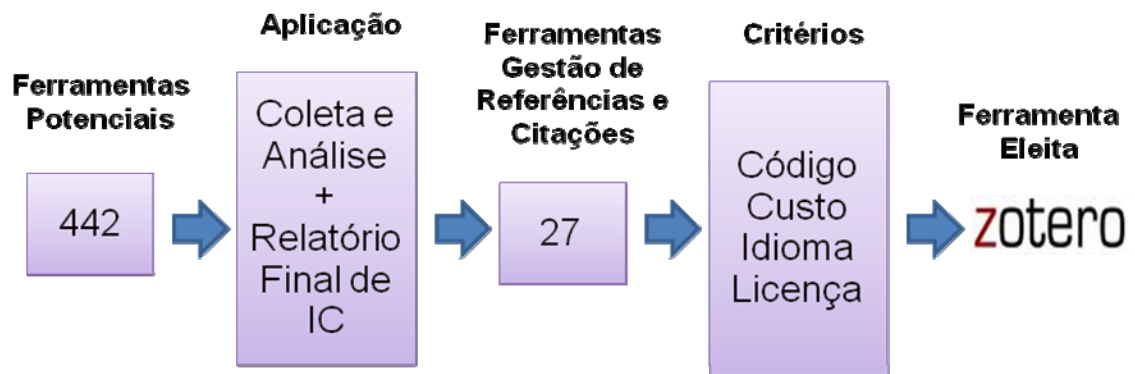 Ferramentas
Potenciais
442
Aplicação
Coleta e
Análise
+
Relatório
Final de
IC
Ferramentas
Gestão de
Referências e
Citações
27
Critérios
Código
Custo
Idioma
Licença
Ferramenta
Eleita
zotero